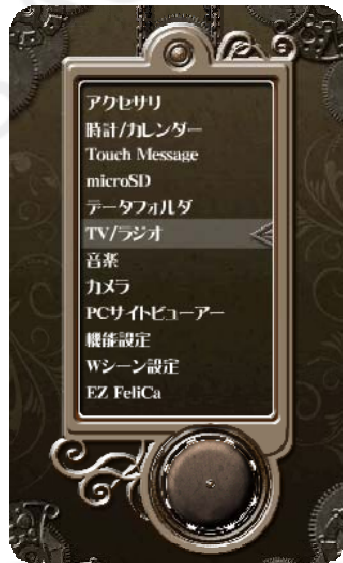 アクセサリ
時計/カレンダー
Touch Message
microSD
データフォルダ
TV/ラジオ
音楽
カメラ
PCサイトビューアー
機能設定
Wシーン設定
EZ FeliCa